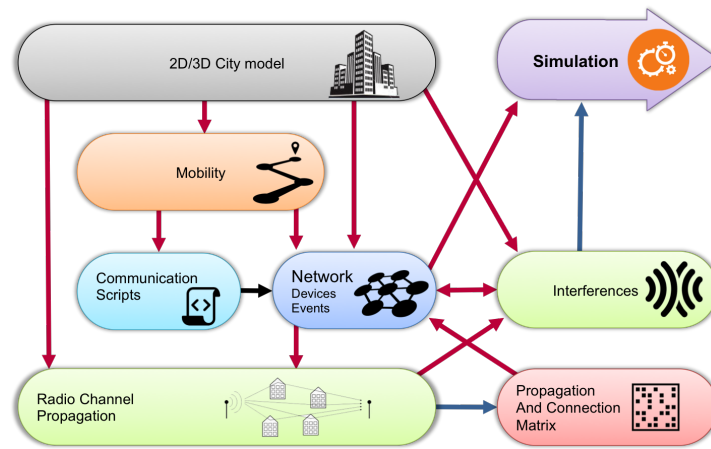 2D/3D City model
Simulation
Mobility
Communication
Scripts
Network
Devices
Events
Interferences
Radio Channel
Propagation
Propagation
And Connection
Matrix